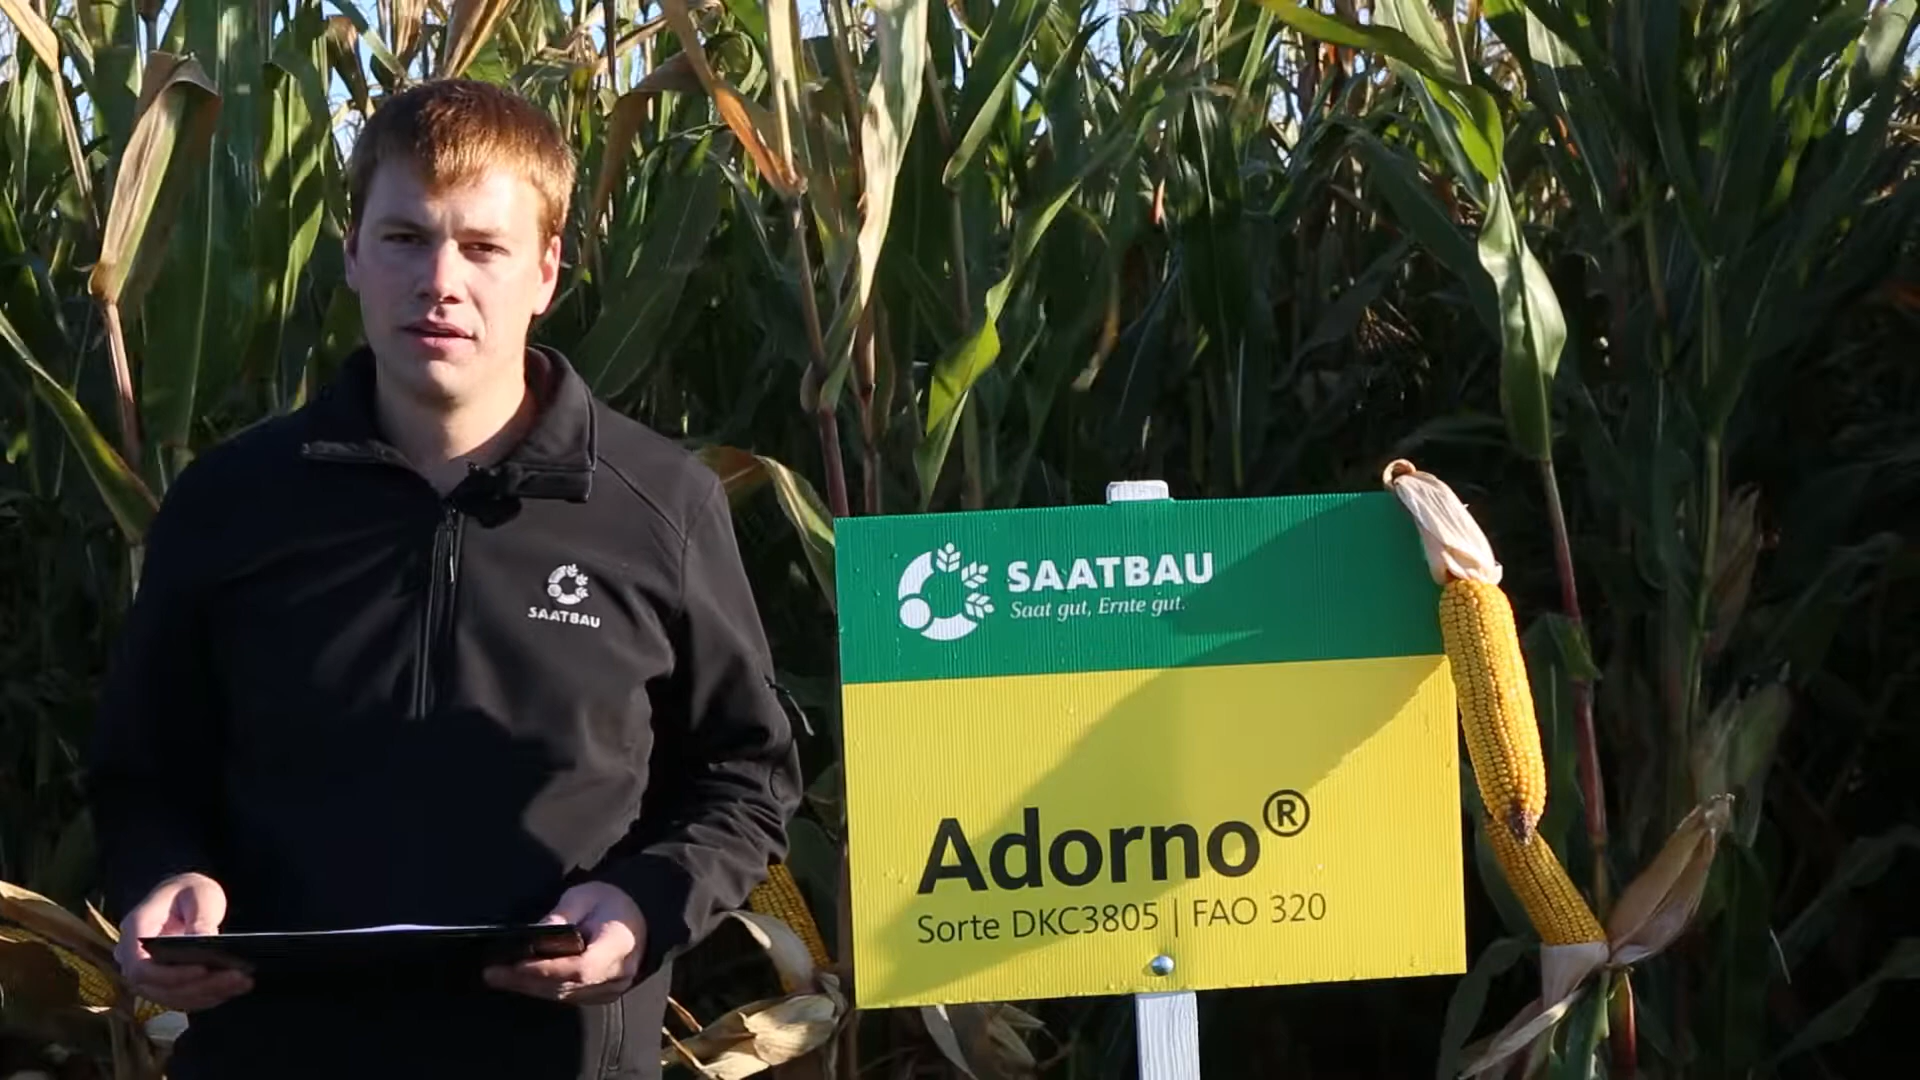 SAATBAU
SAATBAU
Saat gut, Ernte gut.
Adorno®
Sorte DKC3805 | FAO 320